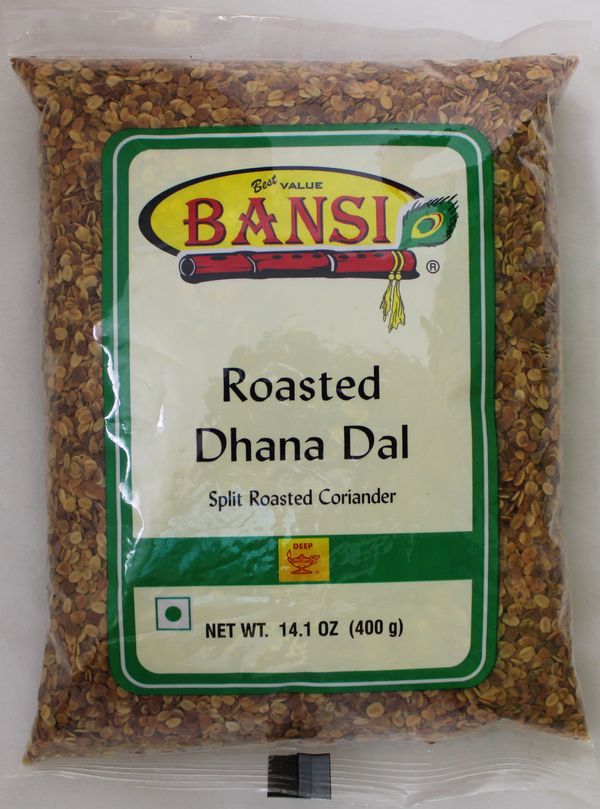 Best VALUE
BANSI
®
Roasted
Dhana Dal
Split Roasted Coriander
DEEP
NET WT. 14.1 OZ (400 g)